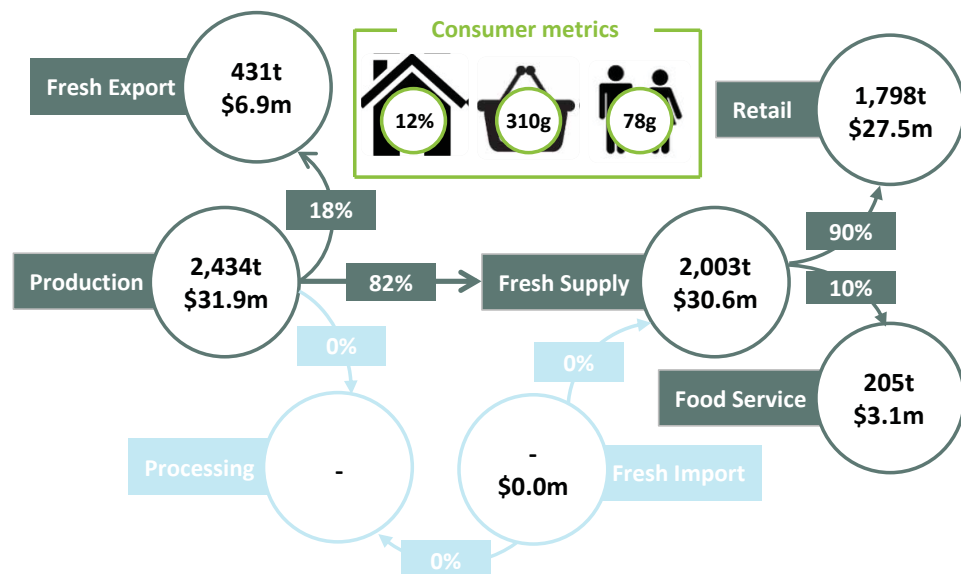 Consumer metrics
Fresh Export
431t
$6.9m
12%
310g
78g
Retail
1,798t
$27.5m
18%
90%
Production
2,434t
$31.9m
82%
Fresh Supply
2,003t
$30.6m
10%
0%
0%
Food Service
205t
$3.1m
Processing
-
-
$0.0m
Fresh Import
0%